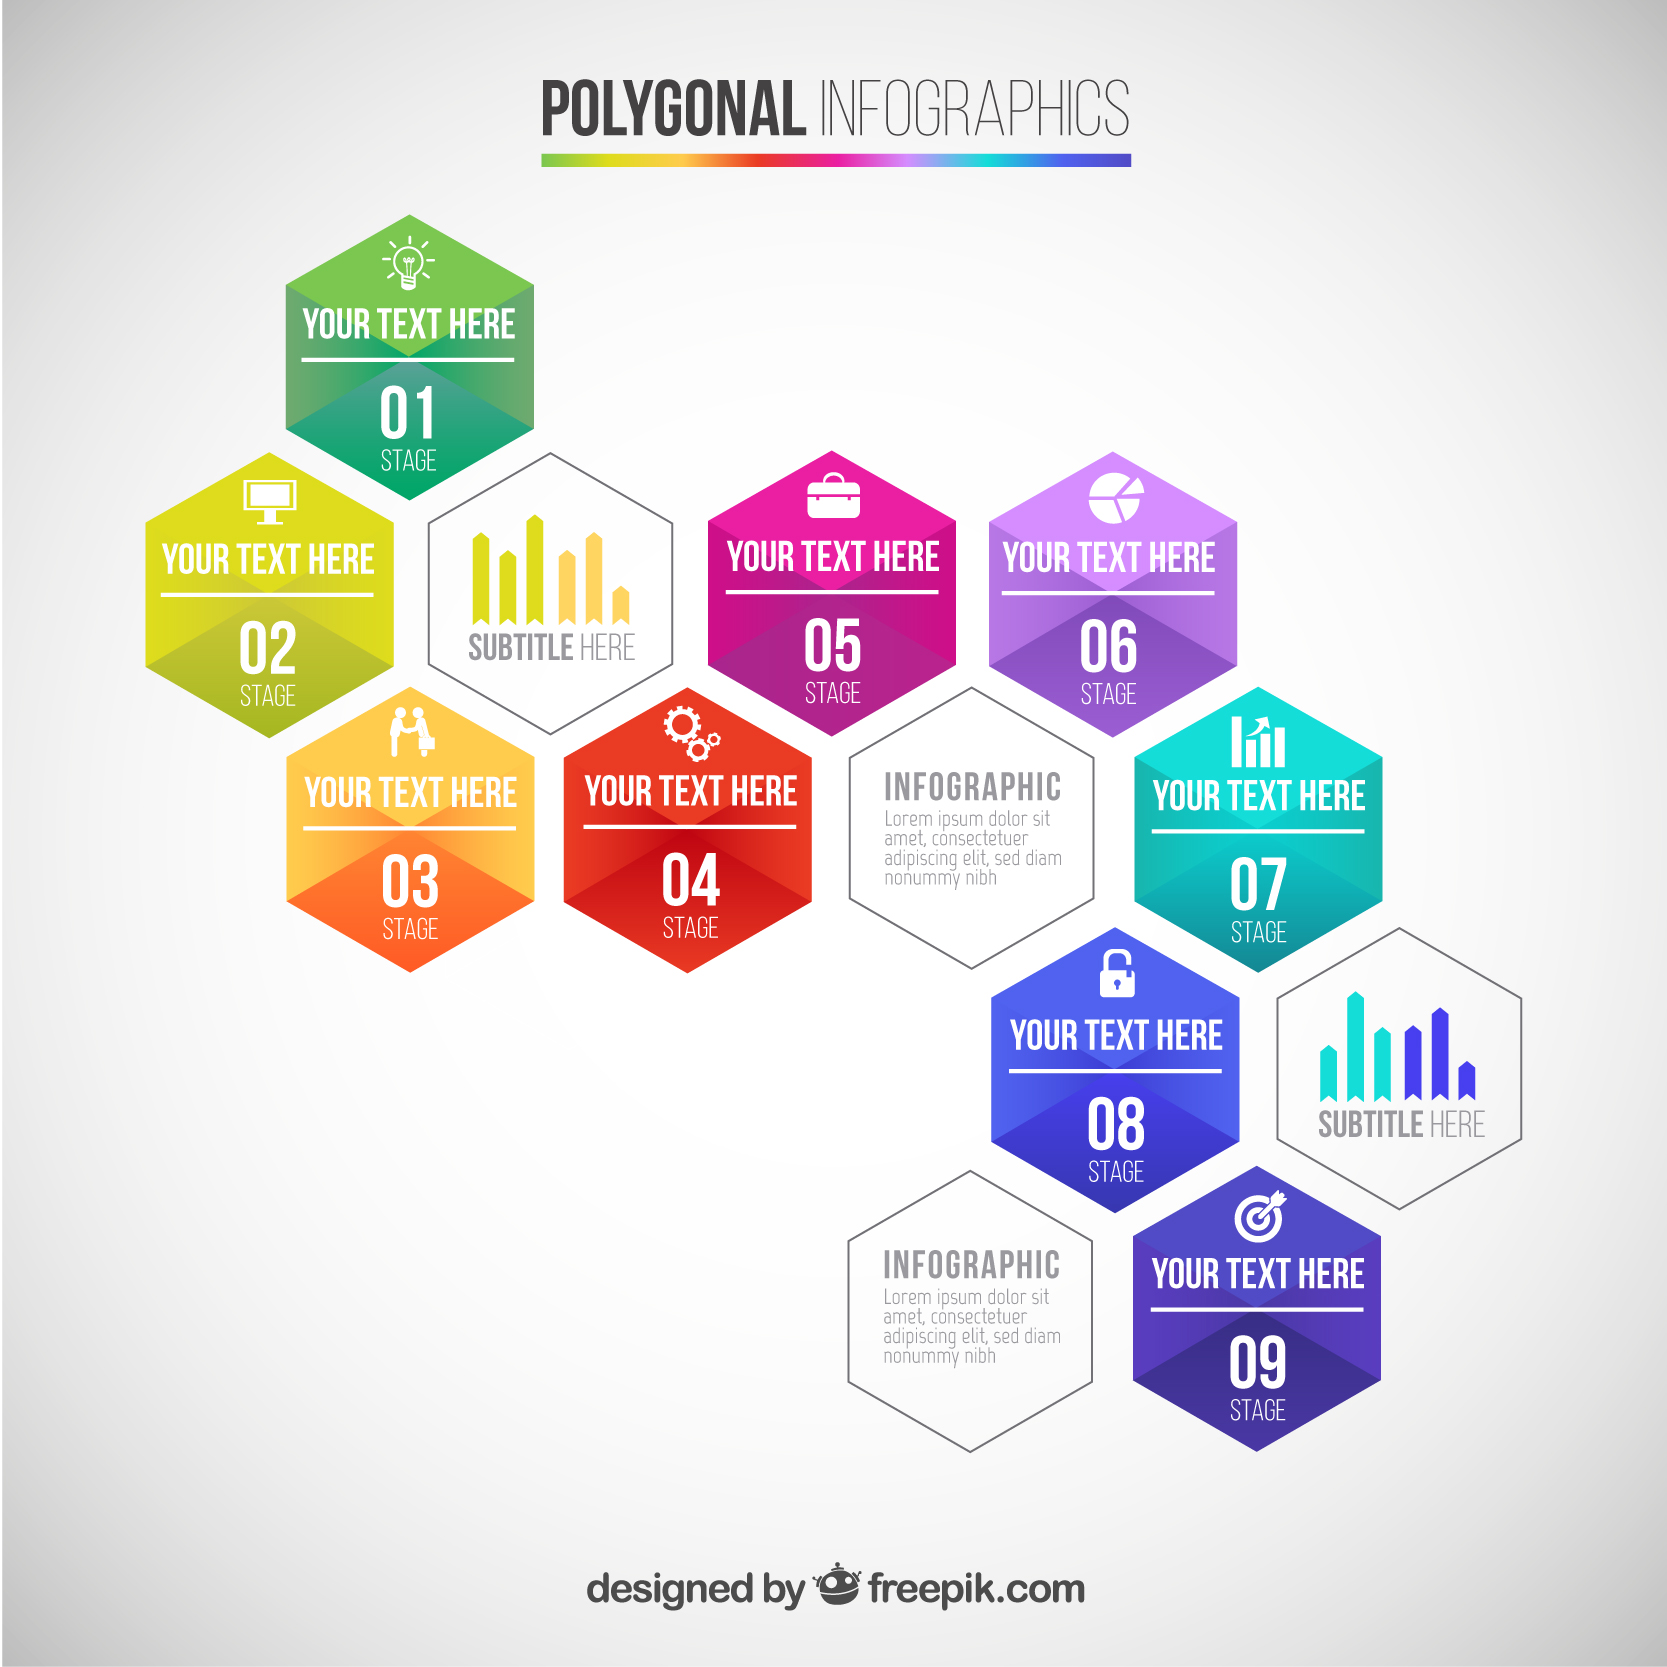 POLYGONAL INFOGRAPHICS
YOUR TEXT HERE
01
STAGE
YOUR TEXT HERE
02
STAGE
SUBTITLE HERE
YOUR TEXT HERE
03
STAGE
YOUR TEXT HERE
04
STAGE
YOUR TEXT HERE
05
STAGE
YOUR TEXT HERE
06
STAGE
INFOGRAPHIC
Lorem ipsum dolor sit
amet, consectetuer
adipiscing elit, sed diam
nonummy nibh
YOUR TEXT HERE
07
STAGE
YOUR TEXT HERE
08
STAGE
SUBTITLE HERE
INFOGRAPHIC
Lorem ipsum dolor sit
amet, consectetuer
adipiscing elit, sed diam
nonummy nibh
YOUR TEXT HERE
09
STAGE
designed by freepik.com